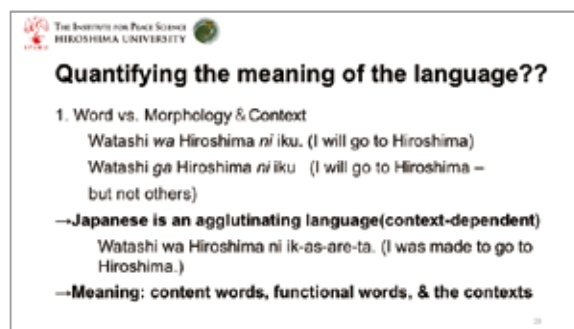 THE INSTITUTE FOR PEACE SCIENCE
HIROSHIMA UNIVERSITY
Quantifying the meaning of the language??
1. Word vs. Morphology & Context
Watashi wa Hiroshima ni iku. (I will go to Hiroshima)
Watashi ga Hiroshima ni iku (I will go to Hiroshima –
but not others)
→Japanese is an agglutinating language(context-dependent)
Watashi wa Hiroshima ni ik-as-are-ta. (I was made to go to
Hiroshima.)
→Meaning: content words, functional words, & the contexts